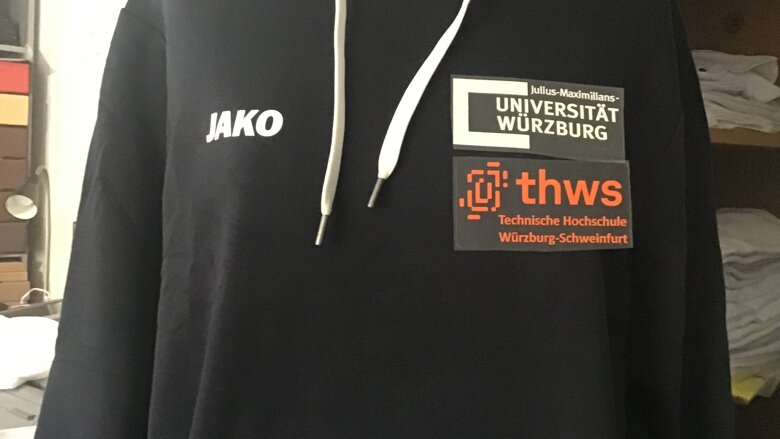 JAKO
Julius-Maximilians-
UNIVERSITÄT
WÜRZBURG
thws
Technische Hochschule
Würzburg-Schweinfurt